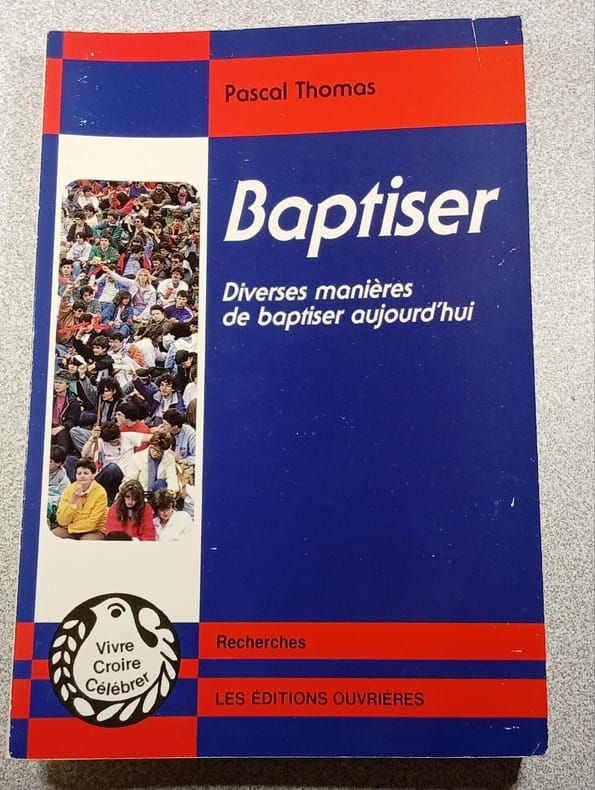 Pascal Thomas
Baptiser
Diverses manières
de baptiser aujourd'hui
Vivre
Croire
Célébrer
Recherches
LES ÉDITIONS OUVRIÈRES